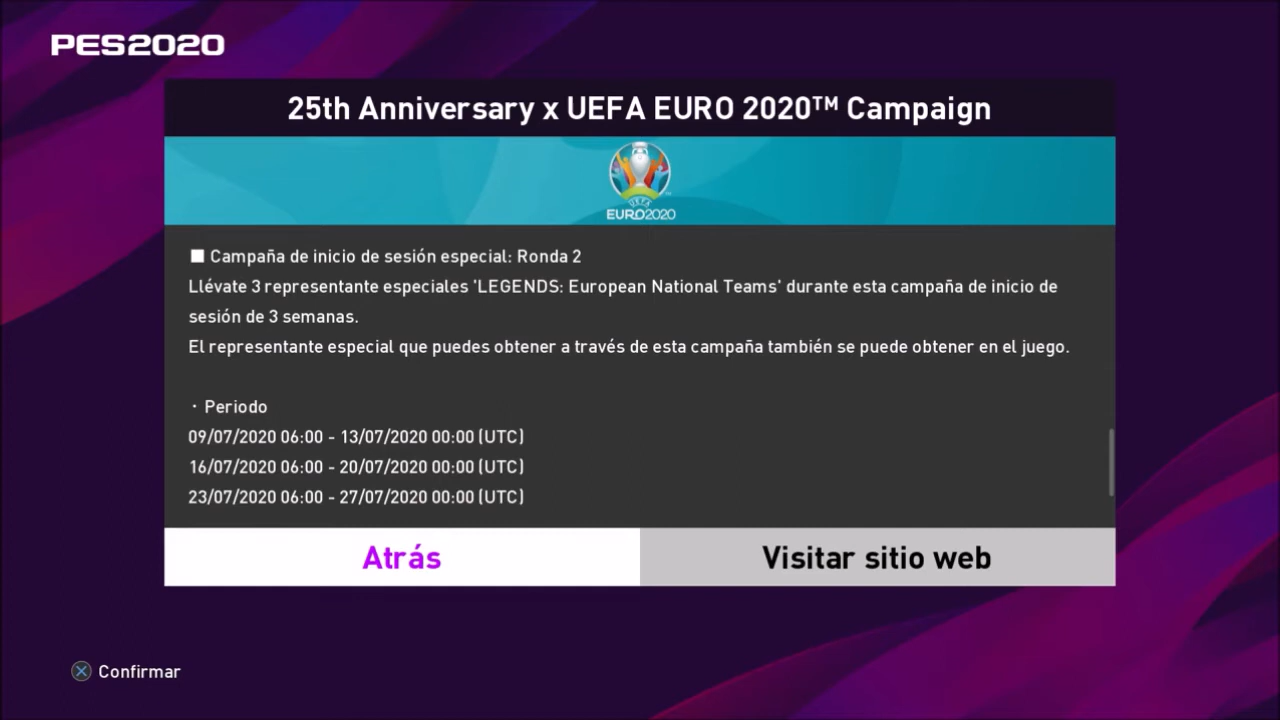 PES2020
25th Anniversary x UEFA EURO 2020™ Campaign
UEFA
EURO2020
■ Campaña de inicio de sesión especial: Ronda 2
Llévate 3 representante especiales 'LEGENDS: European National Teams' durante esta campaña de inicio de
sesión de 3 semanas.
El representante especial que puedes obtener a través de esta campaña también se puede obtener en el juego.
・Periodo
09/07/2020 06:00 - 13/07/2020 00:00 (UTC)
16/07/2020 06:00 - 20/07/2020 00:00 (UTC)
23/07/2020 06:00 - 27/07/2020 00:00 (UTC)
Atrás
Visitar sitio web
Confirmar